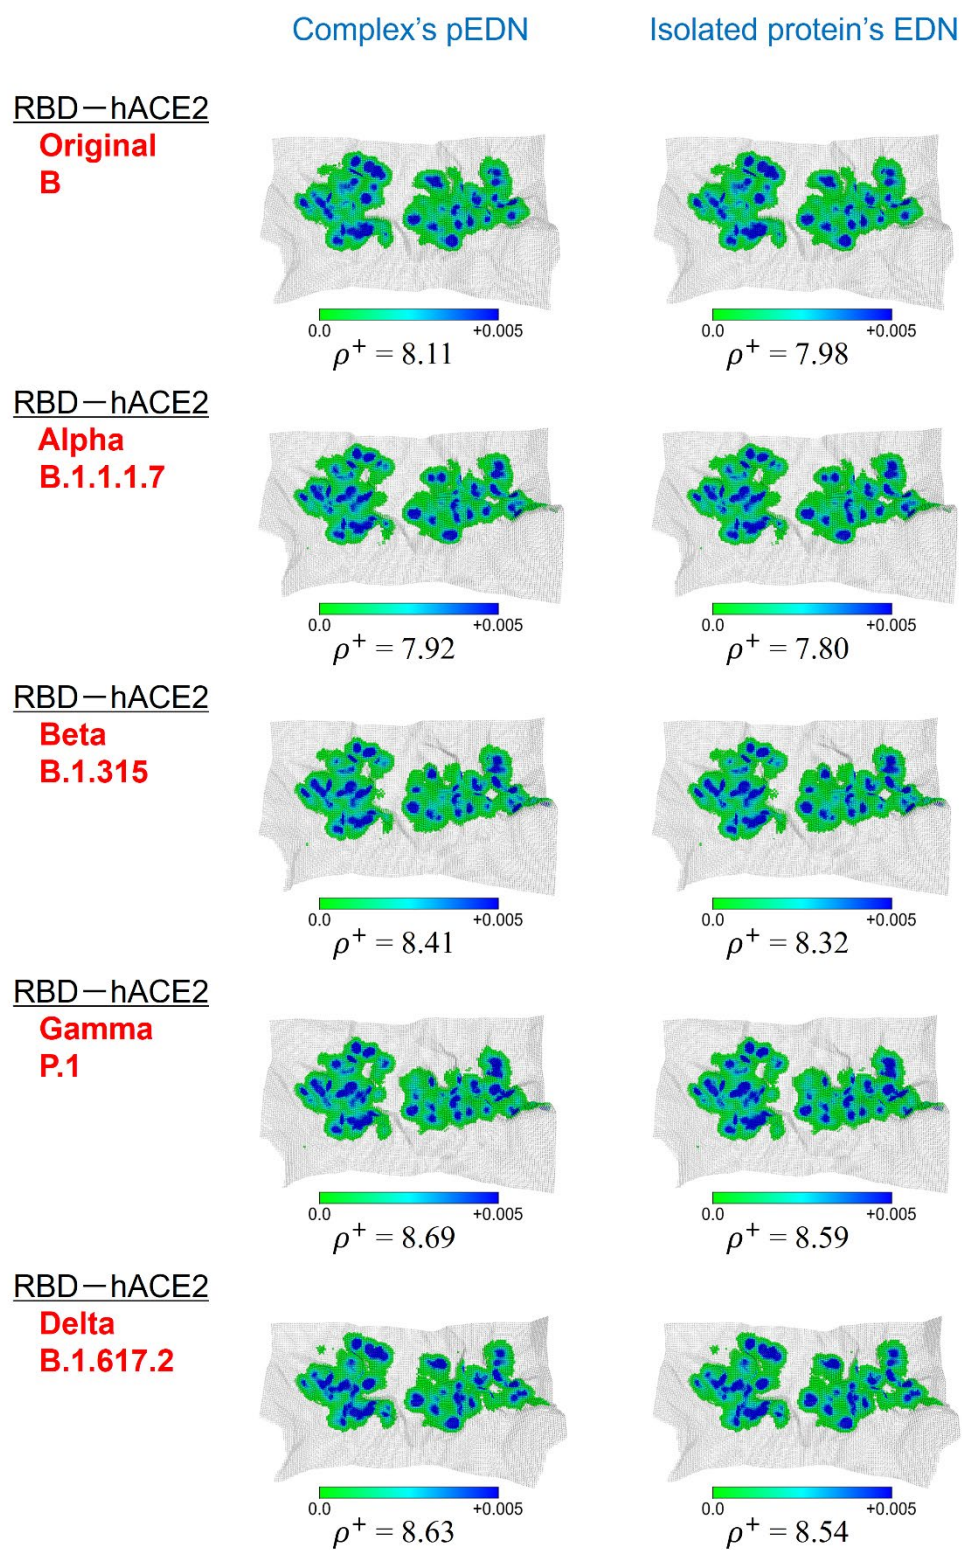 Complex's pEDN Isolated protein's EDN
RBD－hACE2
Original
B
0.0 +0.005 0.0 +0.005
ρ⁺ = 8.11 ρ⁺ = 7.98
RBD－hACE2
Alpha
B.1.1.1.7
0.0 +0.005 0.0 +0.005
ρ⁺ = 7.92 ρ⁺ = 7.80
RBD－hACE2
Beta
B.1.315
0.0 +0.005 0.0 +0.005
ρ⁺ = 8.41 ρ⁺ = 8.32
RBD－hACE2
Gamma
P.1
0.0 +0.005 0.0 +0.005
ρ⁺ = 8.69 ρ⁺ = 8.59
RBD－hACE2
Delta
B.1.617.2
0.0 +0.005 0.0 +0.005
ρ⁺ = 8.63 ρ⁺ = 8.54